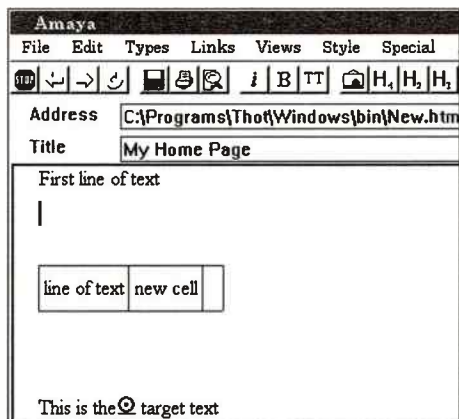 Amaya
File Edit Types Links Views Style Special
STOP i B TT H1 H2 H3
Address C:\Programs\Thot\Windows\bin\New.htm
Title My Home Page
First line of text
line of text new cell
This is the target text